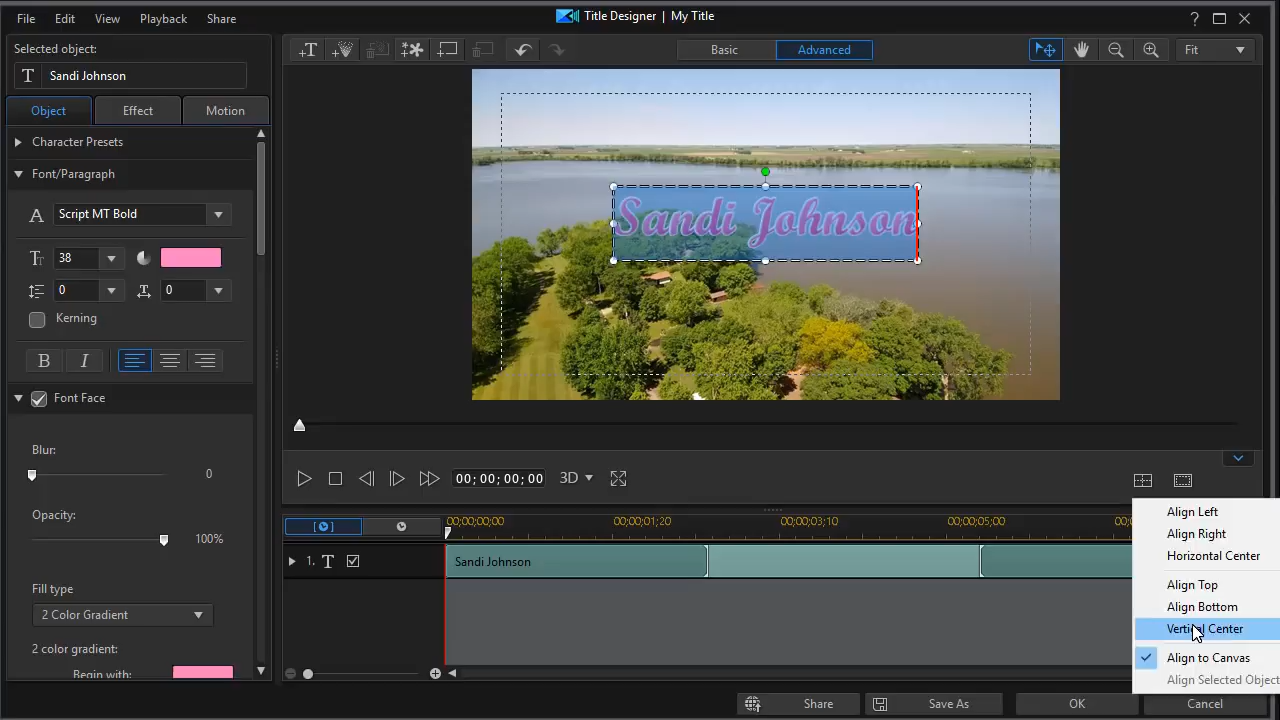 Title Designer | My Title
File Edit View Playback Share
Selected object:
T Sandi Johnson
Basic Advanced Fit
Object Effect Motion
Character Presets
Font/Paragraph
Script MT Bold
38
0 0
Kerning
B I
Font Face
Blur:
0
Opacity:
100%
Fill type
2 Color Gradient
2 color gradient:
Begin with:
Sandi Johnson
00;00;00;00 3D
00;00;00;00 00;00;01;20 00;00;03;10 00;00;05;00
1. T Sandi Johnson
Align Left
Align Right
Horizontal Center
Align Top
Align Bottom
Vertical Center
Align to Canvas
Align Selected Object
Share Save As OK Cancel